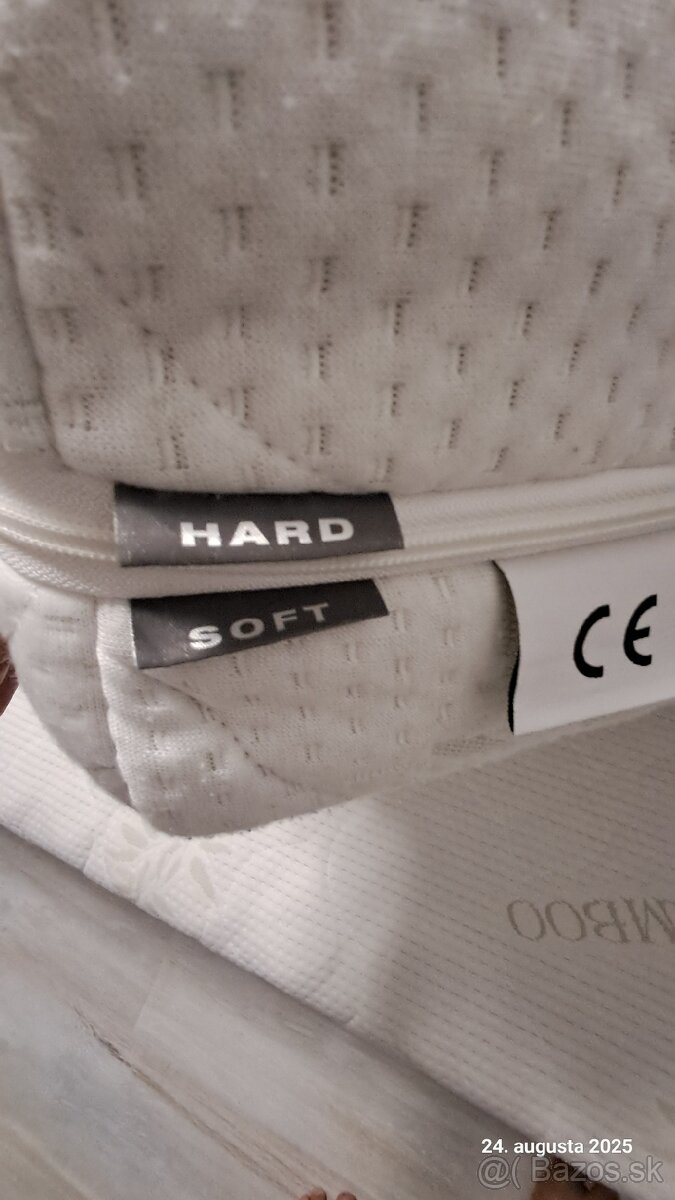 HARD
SOFT
CE
24. augusta 2025
@( Bazos.sk